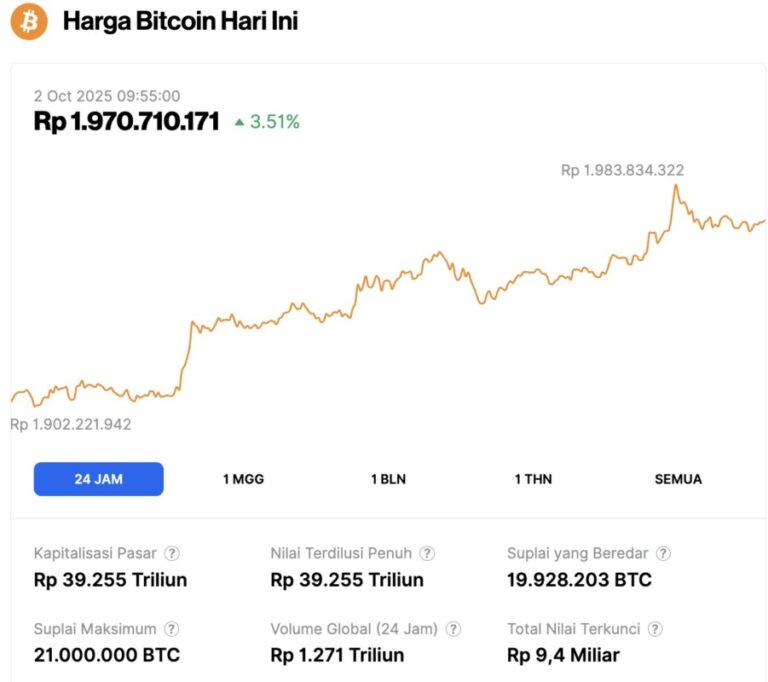 Harga Bitcoin Hari Ini
2 Oct 2025 09:55:00
Rp 1.970.710.171 ▲ 3.51%
Rp 1.983.834.322
Rp 1.902.221.942
24 JAM 1 MGG 1 BLN 1 THN SEMUA
Kapitalisasi Pasar ? Nilai Terdilusi Penuh ? Suplai yang Beredar ?
Rp 39.255 Triliun Rp 39.255 Triliun 19.928.203 BTC
Suplai Maksimum ? Volume Global (24 Jam) ? Total Nilai Terkunci ?
21.000.000 BTC Rp 1.271 Triliun Rp 9,4 Miliar